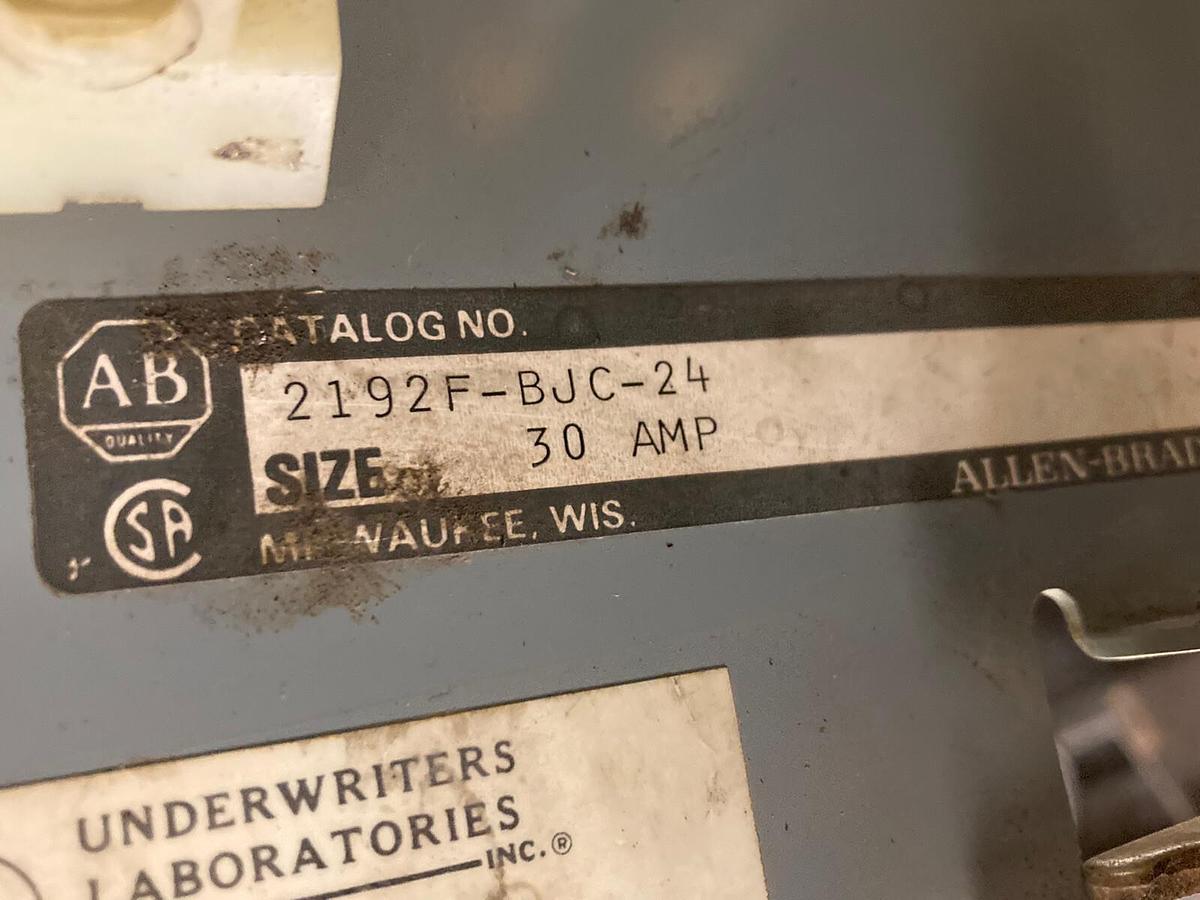 CATALOG NO.
AB
QUALITY
2192F-BJC-24
SIZE 30 AMP
SA
MILWAUKEE, WIS.
ALLEN-BRAD
UNDERWRITERS
LABORATORIES
INC.®